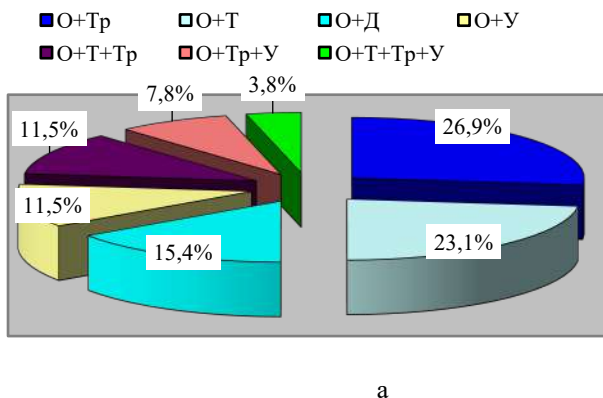 О+Тр О+Т О+Д О+У
О+Т+Тр О+Тр+У О+Т+Тр+У
3,8%
7,8%
11,5%
26,9%
11,5%
15,4%
23,1%
а